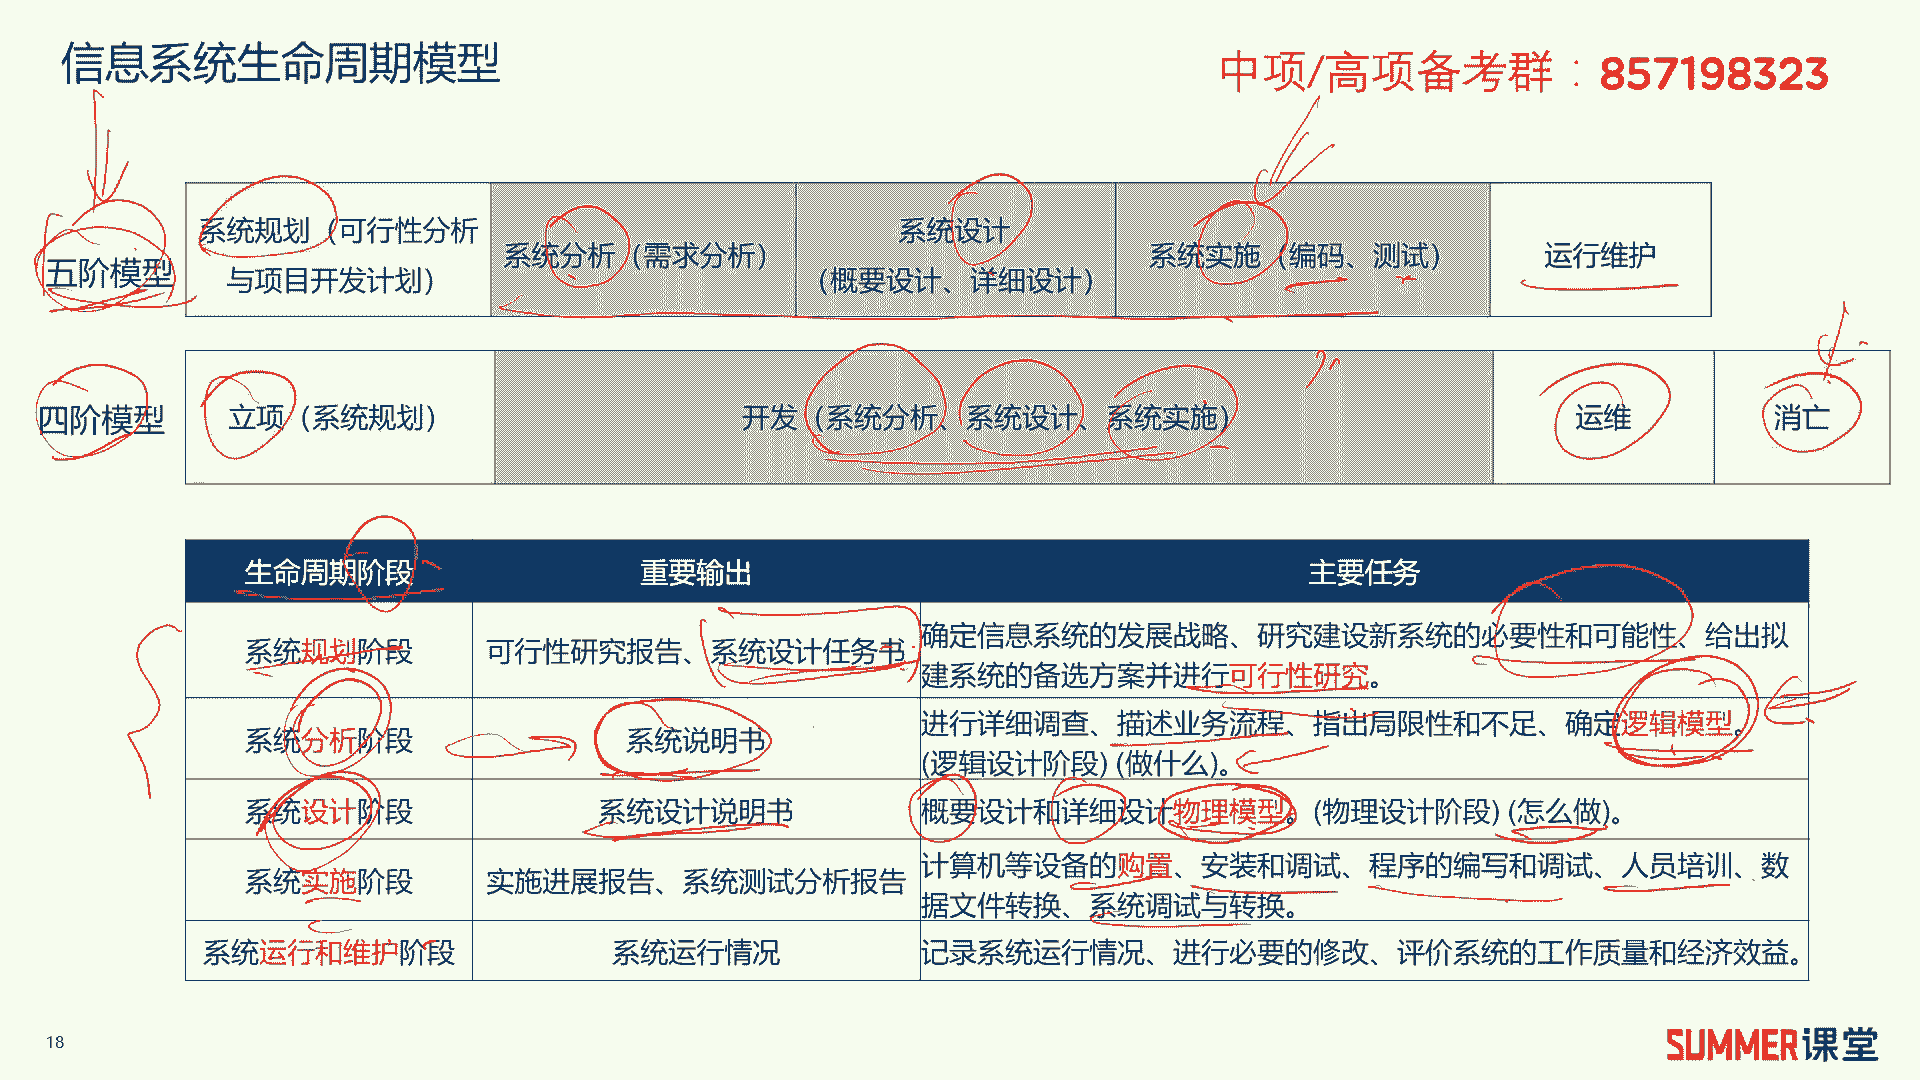 信息系统生命周期模型
中项/高项备考群：857198323
五阶模型
系统规划（可行性分析
与项目开发计划）
系统分析（需求分析）
系统设计
（概要设计、详细设计）
系统实施（编码、测试）
运行维护
四阶模型
立项（系统规划）
开发（系统分析、系统设计、系统实施）
运维
消亡
生命周期阶段
重要输出
主要任务
系统规划阶段
可行性研究报告、系统设计任务书
确定信息系统的发展战略、研究建设新系统的必要性和可能性、给出拟
建系统的备选方案并进行可行性研究。
系统分析阶段
系统说明书
进行详细调查、描述业务流程、指出局限性和不足、确定逻辑模型。
(逻辑设计阶段) (做什么)。
系统设计阶段
系统设计说明书
概要设计和详细设计物理模型。(物理设计阶段) (怎么做)。
系统实施阶段
实施进展报告、系统测试分析报告
计算机等设备的购置、安装和调试、程序的编写和调试、人员培训、数
据文件转换、系统调试与转换。
系统运行和维护阶段
系统运行情况
记录系统运行情况、进行必要的修改、评价系统的工作质量和经济效益。
18
SUMMER课堂